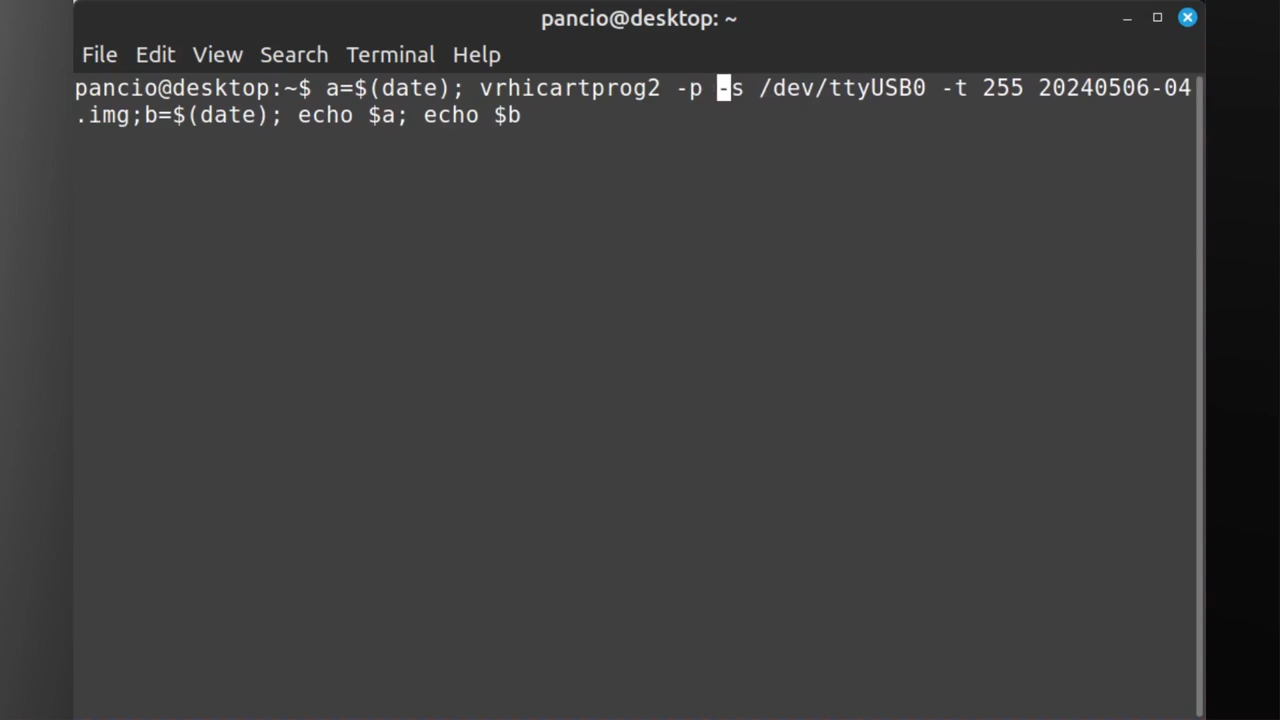 pancio@desktop: ~
File Edit View Search Terminal Help
pancio@desktop:~$ a=$(date); vrhicartprog2 -p -s /dev/ttyUSB0 -t 255 20240506-04
.img;b=$(date); echo $a; echo $b